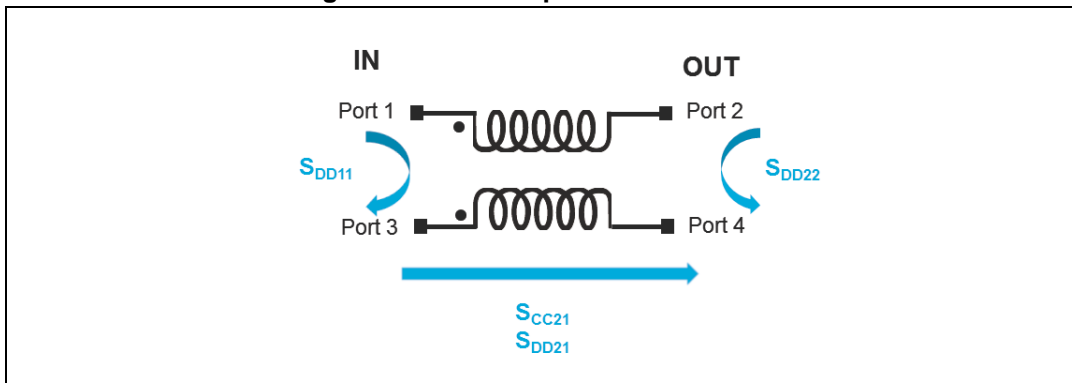 IN
OUT
Port 1
Port 2
SDD11
SDD22
Port 3
Port 4
SCC21
SDD21